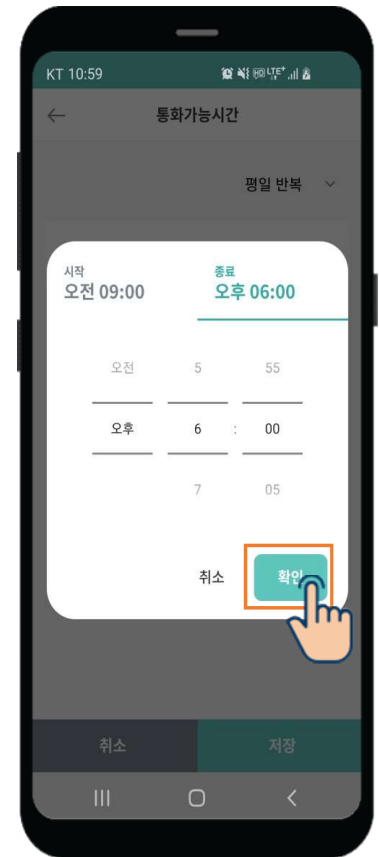 KT 10:59 LTE+
통화가능시간
평일 반복
시작 종료
오전 09:00 오후 06:00
오전 5 55
오후 6 : 00
7 05
취소 확인
취소 저장